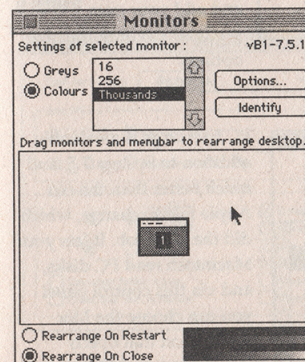 Monitors
Settings of selected monitor: vB1-7.5.1
Greys
Colours
16
256
Thousands
Options...
Identify
Drag monitors and menubar to rearrange desktop.
1
Rearrange On Restart
Rearrange On Close